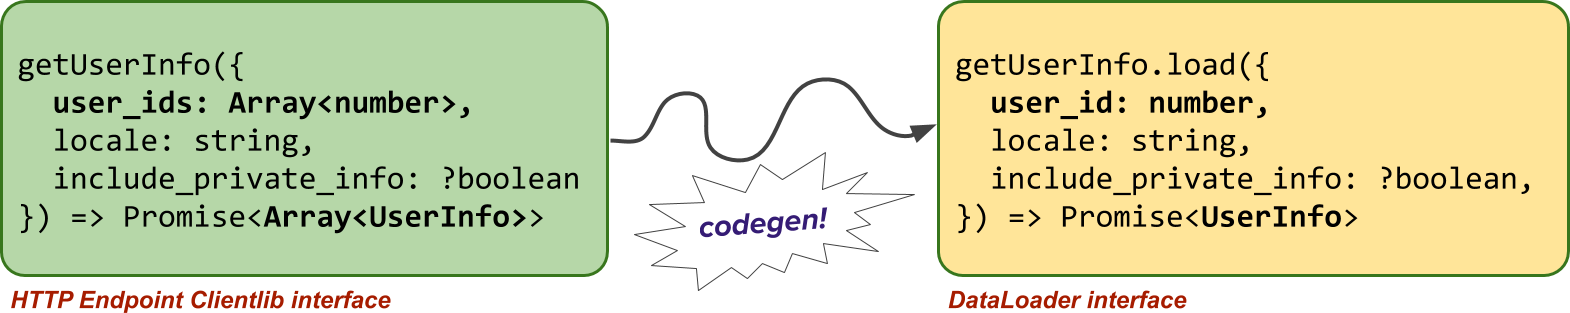 getUserInfo({
  user_ids: Array<number>,
  locale: string,
  include_private_info: ?boolean
}) => Promise<Array<UserInfo>>
HTTP Endpoint Clientlib interface
codegen!
getUserInfo.load({
  user_id: number,
  locale: string,
  include_private_info: ?boolean,
}) => Promise<UserInfo>
DataLoader interface